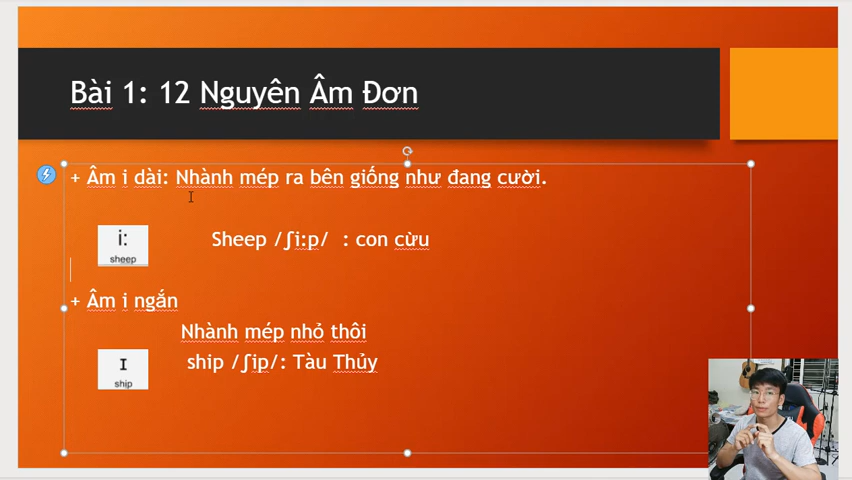 Bài 1: 12 Nguyên Âm Đơn
+ Âm i dài: Nhành mép ra bên giống như đang cười.
i:
sheep
Sheep /ʃi:p/ : con cừu
+ Âm i ngắn
Nhành mép nhỏ thôi
ɪ
ship
ship /ʃip/: Tàu Thủy